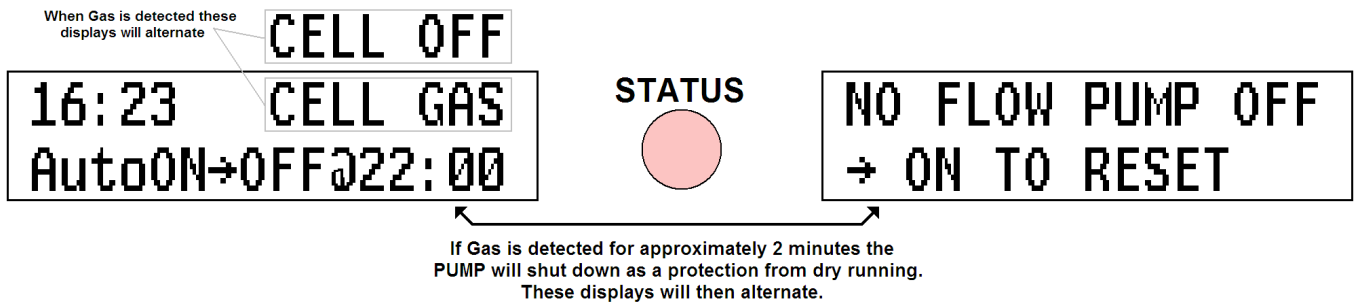 When Gas is detected these
displays will alternate
CELL OFF
16:23 CELL GAS
AutoON→OFF@22:00
STATUS
NO FLOW PUMP OFF
→ ON TO RESET
If Gas is detected for approximately 2 minutes the
PUMP will shut down as a protection from dry running.
These displays will then alternate.